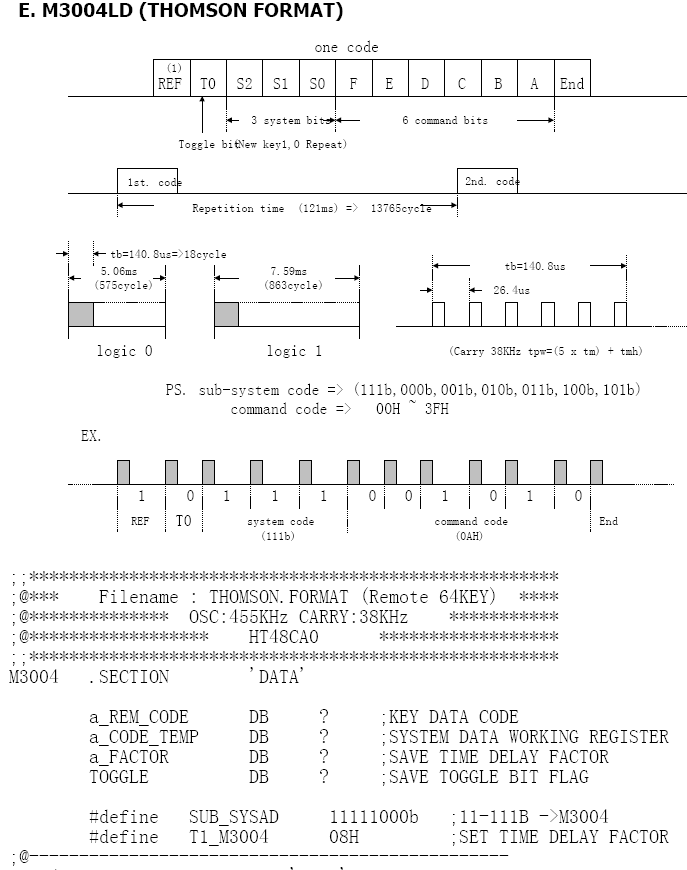 E. M3004LD (THOMSON FORMAT)
one code
(1)
REF T0 S2 S1 S0 F E D C B A End
3 system bits 6 command bits
Toggle bit(New key1,0 Repeat)
1st. code 2nd. code
Repetition time (121ms) => 13765cycle
tb=140.8us=>18cycle
5.06ms
(575cycle)
7.59ms
(863cycle)
tb=140.8us
26.4us
logic 0 logic 1 (Carry 38KHz tpw=(5 x tm) + tmh)
PS. sub-system code => (111b,000b,001b,010b,011b,100b,101b)
command code => 00H ~ 3FH
EX.
1 0 1 1 1 0 0 1 0 1 0
REF T0 system code command code End
(111b) (0AH)
;;*****************************************************
;@*** Filename : THOMSON.FORMAT (Remote 64KEY) ****
;@************** OSC:455KHz CARRY:38KHz ***********
;@****************** HT48CA0 ******************
;;*****************************************************
M3004 .SECTION 'DATA'
a_REM_CODE DB ? ;KEY DATA CODE
a_CODE_TEMP DB ? ;SYSTEM DATA WORKING REGISTER
a_FACTOR DB ? ;SAVE TIME DELAY FACTOR
TOGGLE DB ? ;SAVE TOGGLE BIT FLAG
#define SUB_SYSAD 11111000b ;11-111B ->M3004
#define T1_M3004 08H ;SET TIME DELAY FACTOR
;@------------------------------------------------